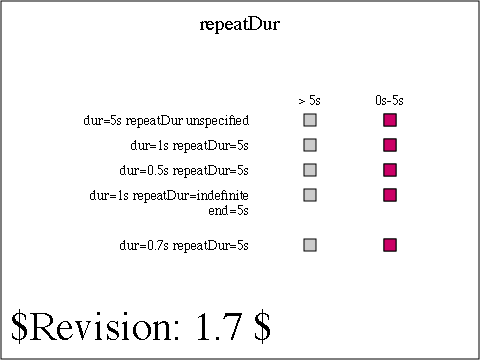 repeatDur
> 5s 0s-5s
dur=5s repeatDur unspecified
dur=1s repeatDur=5s
dur=0.5s repeatDur=5s
dur=1s repeatDur=indefinite
end=5s
dur=0.7s repeatDur=5s
$Revision: 1.7 $